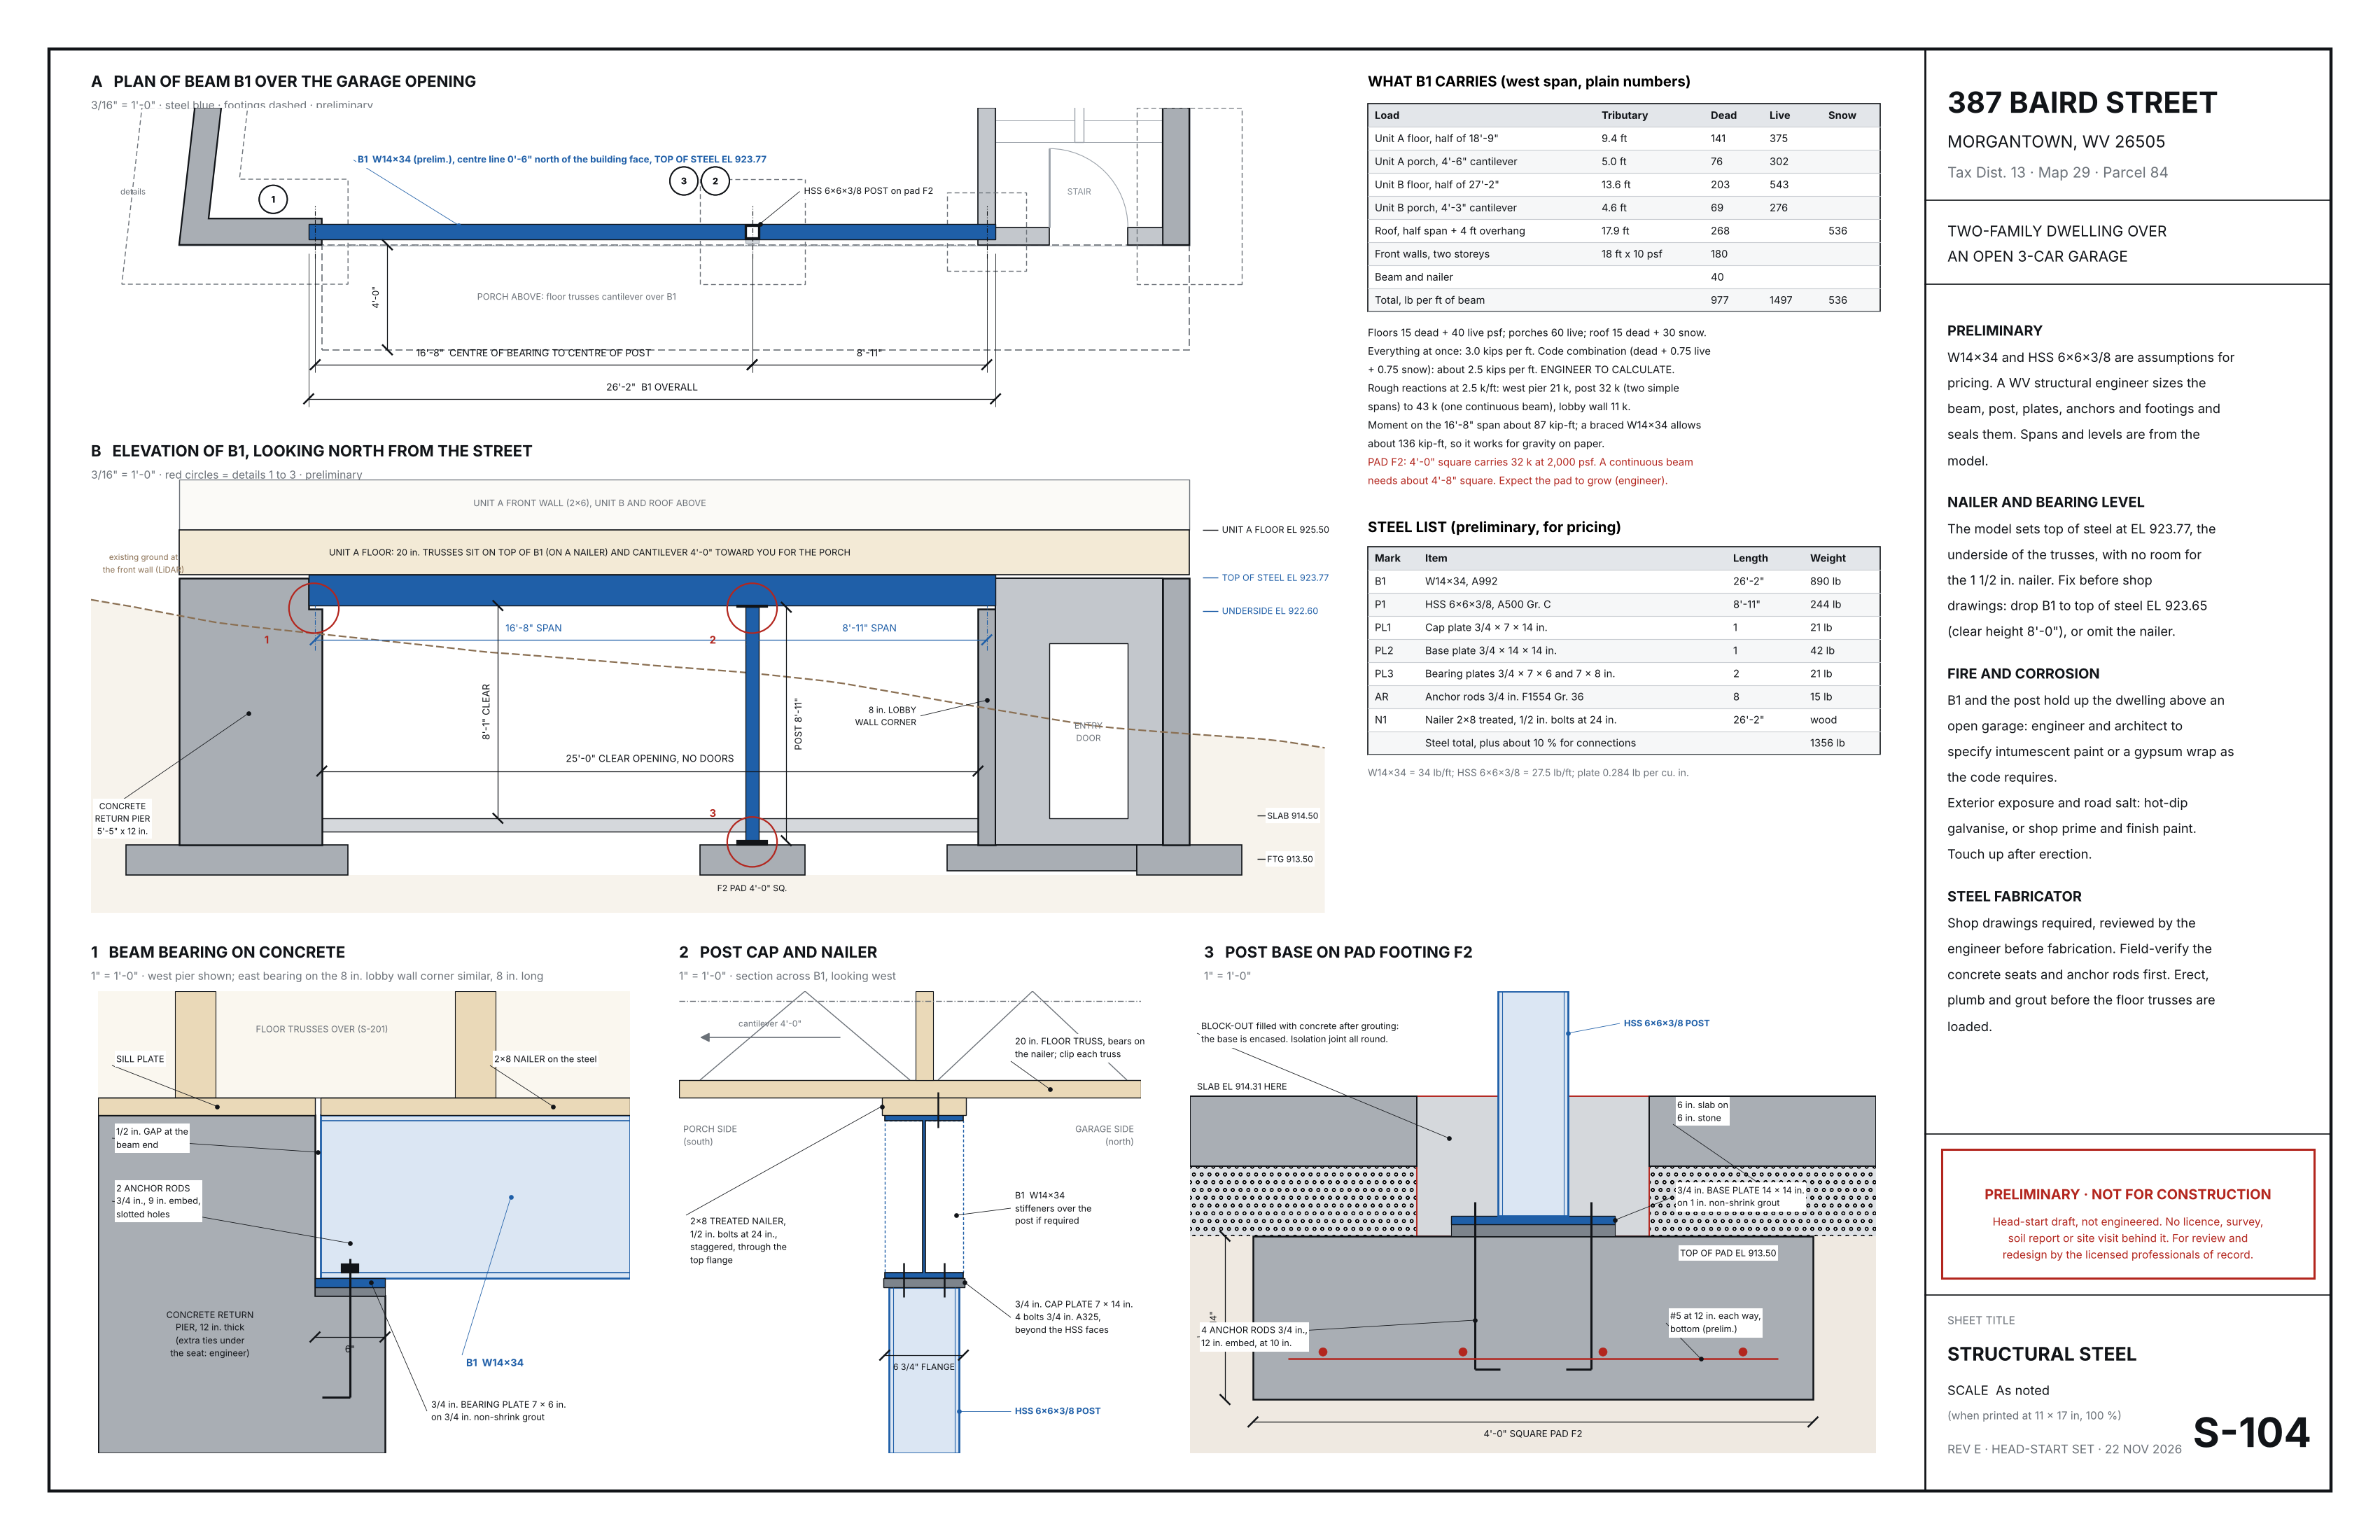 A PLAN OF BEAM B1 OVER THE GARAGE OPENING
3/16" = 1'-0" · steel blue · footings dashed · preliminary
details
1
B1 W14×34 (prelim.), centre line 0'-6" north of the building face, TOP OF STEEL EL 923.77
3
2
HSS 6×6×3/8 POST on pad F2
STAIR
4'-0"
PORCH ABOVE: floor trusses cantilever over B1
16'-8" CENTRE OF BEARING TO CENTRE OF POST
8'-11"
26'-2" B1 OVERALL
B ELEVATION OF B1, LOOKING NORTH FROM THE STREET
3/16" = 1'-0" · red circles = details 1 to 3 · preliminary
UNIT A FRONT WALL (2×6), UNIT B AND ROOF ABOVE
UNIT A FLOOR EL 925.50
existing ground at
the front wall (LiDAR)
UNIT A FLOOR: 20 in. TRUSSES SIT ON TOP OF B1 (ON A NAILER) AND CANTILEVER 4'-0" TOWARD YOU FOR THE PORCH
TOP OF STEEL EL 923.77
UNDERSIDE EL 922.60
1
16'-8" SPAN
2
8'-11" SPAN
8'-1" CLEAR
POST 8'-11"
8 in. LOBBY
WALL CORNER
ENTRY
DOOR
25'-0" CLEAR OPENING, NO DOORS
CONCRETE
RETURN PIER
5'-5" x 12 in.
3
SLAB 914.50
FTG 913.50
F2 PAD 4'-0" SQ.
WHAT B1 CARRIES (west span, plain numbers)
Load Tributary Dead Live Snow
Unit A floor, half of 18'-9" 9.4 ft 141 375
Unit A porch, 4'-6" cantilever 5.0 ft 76 302
Unit B floor, half of 27'-2" 13.6 ft 203 543
Unit B porch, 4'-3" cantilever 4.6 ft 69 276
Roof, half span + 4 ft overhang 17.9 ft 268 536
Front walls, two storeys 18 ft x 10 psf 180
Beam and nailer 40
Total, lb per ft of beam 977 1497 536
Floors 15 dead + 40 live psf; porches 60 live; roof 15 dead + 30 snow.
Everything at once: 3.0 kips per ft. Code combination (dead + 0.75 live
+ 0.75 snow): about 2.5 kips per ft. ENGINEER TO CALCULATE.
Rough reactions at 2.5 k/ft: west pier 21 k, post 32 k (two simple
spans) to 43 k (one continuous beam), lobby wall 11 k.
Moment on the 16'-8" span about 87 kip-ft; a braced W14×34 allows
about 136 kip-ft, so it works for gravity on paper.
PAD F2: 4'-0" square carries 32 k at 2,000 psf. A continuous beam
needs about 4'-8" square. Expect the pad to grow (engineer).
STEEL LIST (preliminary, for pricing)
Mark Item Length Weight
B1 W14×34, A992 26'-2" 890 lb
P1 HSS 6×6×3/8, A500 Gr. C 8'-11" 244 lb
PL1 Cap plate 3/4 × 7 × 14 in. 1 21 lb
PL2 Base plate 3/4 × 14 × 14 in. 1 42 lb
PL3 Bearing plates 3/4 × 7 × 6 and 7 × 8 in. 2 21 lb
AR Anchor rods 3/4 in. F1554 Gr. 36 8 15 lb
N1 Nailer 2×8 treated, 1/2 in. bolts at 24 in. 26'-2" wood
Steel total, plus about 10 % for connections 1356 lb
W14×34 = 34 lb/ft; HSS 6×6×3/8 = 27.5 lb/ft; plate 0.284 lb per cu. in.
1 BEAM BEARING ON CONCRETE
1" = 1'-0" · west pier shown; east bearing on the 8 in. lobby wall corner similar, 8 in. long
FLOOR TRUSSES OVER (S-201)
SILL PLATE
2×8 NAILER on the steel
1/2 in. GAP at the
beam end
2 ANCHOR RODS
3/4 in., 9 in. embed,
slotted holes
CONCRETE RETURN
PIER, 12 in. thick
(extra ties under
the seat: engineer)
6"
B1 W14×34
3/4 in. BEARING PLATE 7 × 6 in.
on 3/4 in. non-shrink grout
2 POST CAP AND NAILER
1" = 1'-0" · section across B1, looking west
cantilever 4'-0"
20 in. FLOOR TRUSS, bears on
the nailer; clip each truss
PORCH SIDE
(south)
GARAGE SIDE
(north)
B1 W14×34
stiffeners over the
post if required
2×8 TREATED NAILER,
1/2 in. bolts at 24 in.,
staggered, through the
top flange
3/4 in. CAP PLATE 7 × 14 in.
4 bolts 3/4 in. A325,
beyond the HSS faces
6 3/4" FLANGE
HSS 6×6×3/8 POST
3 POST BASE ON PAD FOOTING F2
1" = 1'-0"
BLOCK-OUT filled with concrete after grouting:
the base is encased. Isolation joint all round.
HSS 6×6×3/8 POST
SLAB EL 914.31 HERE
6 in. slab on
6 in. stone
3/4 in. BASE PLATE 14 × 14 in.
on 1 in. non-shrink grout
TOP OF PAD EL 913.50
4 ANCHOR RODS 3/4 in.,
12 in. embed, at 10 in.
#5 at 12 in. each way,
bottom (prelim.)
4'-0" SQUARE PAD F2
387 BAIRD STREET
MORGANTOWN, WV 26505
Tax Dist. 13 · Map 29 · Parcel 84
TWO-FAMILY DWELLING OVER
AN OPEN 3-CAR GARAGE
PRELIMINARY
W14×34 and HSS 6×6×3/8 are assumptions for
pricing. A WV structural engineer sizes the
beam, post, plates, anchors and footings and
seals them. Spans and levels are from the
model.
NAILER AND BEARING LEVEL
The model sets top of steel at EL 923.77, the
underside of the trusses, with no room for
the 1 1/2 in. nailer. Fix before shop
drawings: drop B1 to top of steel EL 923.65
(clear height 8'-0"), or omit the nailer.
FIRE AND CORROSION
B1 and the post hold up the dwelling above an
open garage: engineer and architect to
specify intumescent paint or a gypsum wrap as
the code requires.
Exterior exposure and road salt: hot-dip
galvanise, or shop prime and finish paint.
Touch up after erection.
STEEL FABRICATOR
Shop drawings required, reviewed by the
engineer before fabrication. Field-verify the
concrete seats and anchor rods first. Erect,
plumb and grout before the floor trusses are
loaded.
PRELIMINARY · NOT FOR CONSTRUCTION
Head-start draft, not engineered. No licence, survey,
soil report or site visit behind it. For review and
redesign by the licensed professionals of record.
SHEET TITLE
STRUCTURAL STEEL
SCALE As noted
(when printed at 11 × 17 in, 100 %)
REV E · HEAD-START SET · 22 NOV 2026
S-104